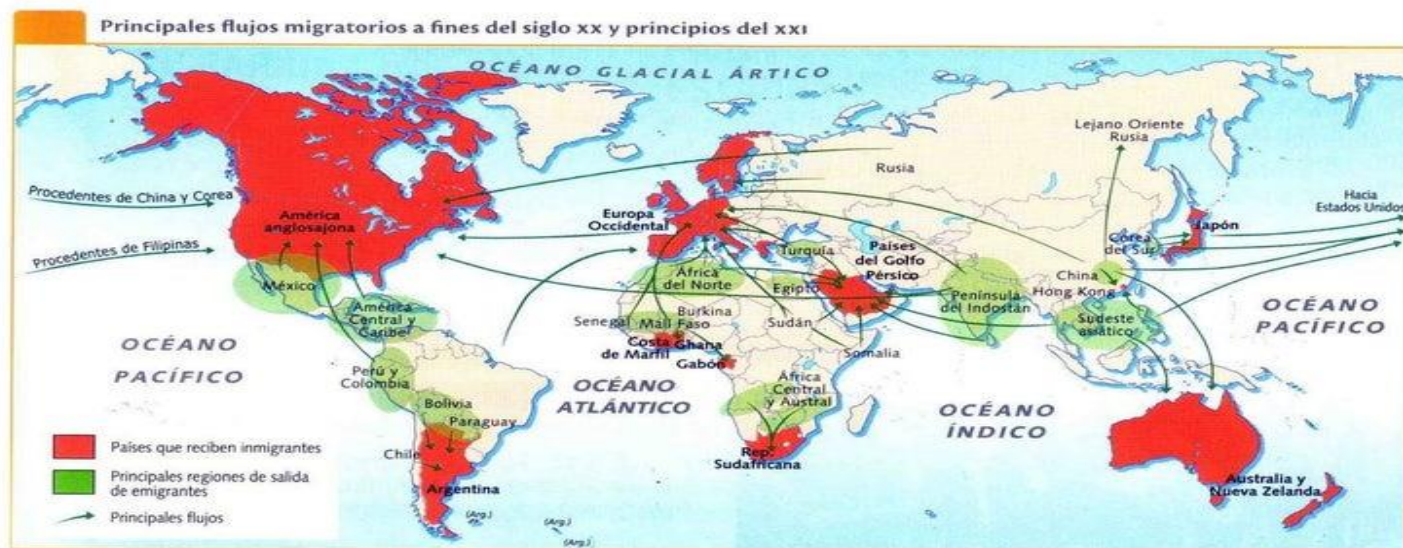 Principales flujos migratorios a fines del siglo XX y principios del XXI
OCÉANO GLACIAL ÁRTICO
Lejano Oriente
Rusia
Rusia
Procedentes de China y Corea
Hacia
Estados Unidos
América
anglosajona
Europa
Occidental
Japón
Corea
del Sur
Procedentes de Filipinas
Turquía
Países
del Golfo
Pérsico
México
África
del Norte
Egipto
China
Hong Kong
Península
del Indostán
América
Central y
Caribe
Senegal
Malí
Burkina
Faso
Sudán
Sudeste
asiático
OCÉANO
PACÍFICO
Costa
de Marfil
Ghana
Gabón
Somalia
OCÉANO
PACÍFICO
Perú y
Colombia
OCÉANO
ATLÁNTICO
África
Central
y Austral
OCÉANO
ÍNDICO
Bolivia
Paraguay
Chile
Rep.
Sudafricana
Argentina
Australia y
Nueva Zelanda
(Arg.)
(Arg.)
(Arg.)
Países que reciben inmigrantes
Principales regiones de salida
de emigrantes
Principales flujos